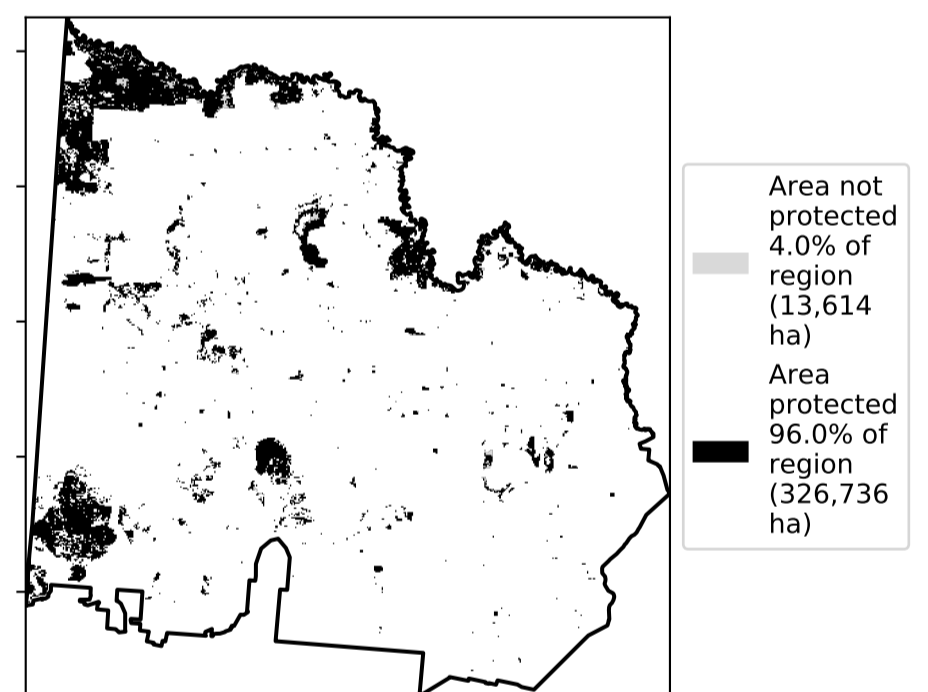 Area not
protected
4.0% of
region
(13,614
ha)
Area
protected
96.0% of
region
(326,736
ha)